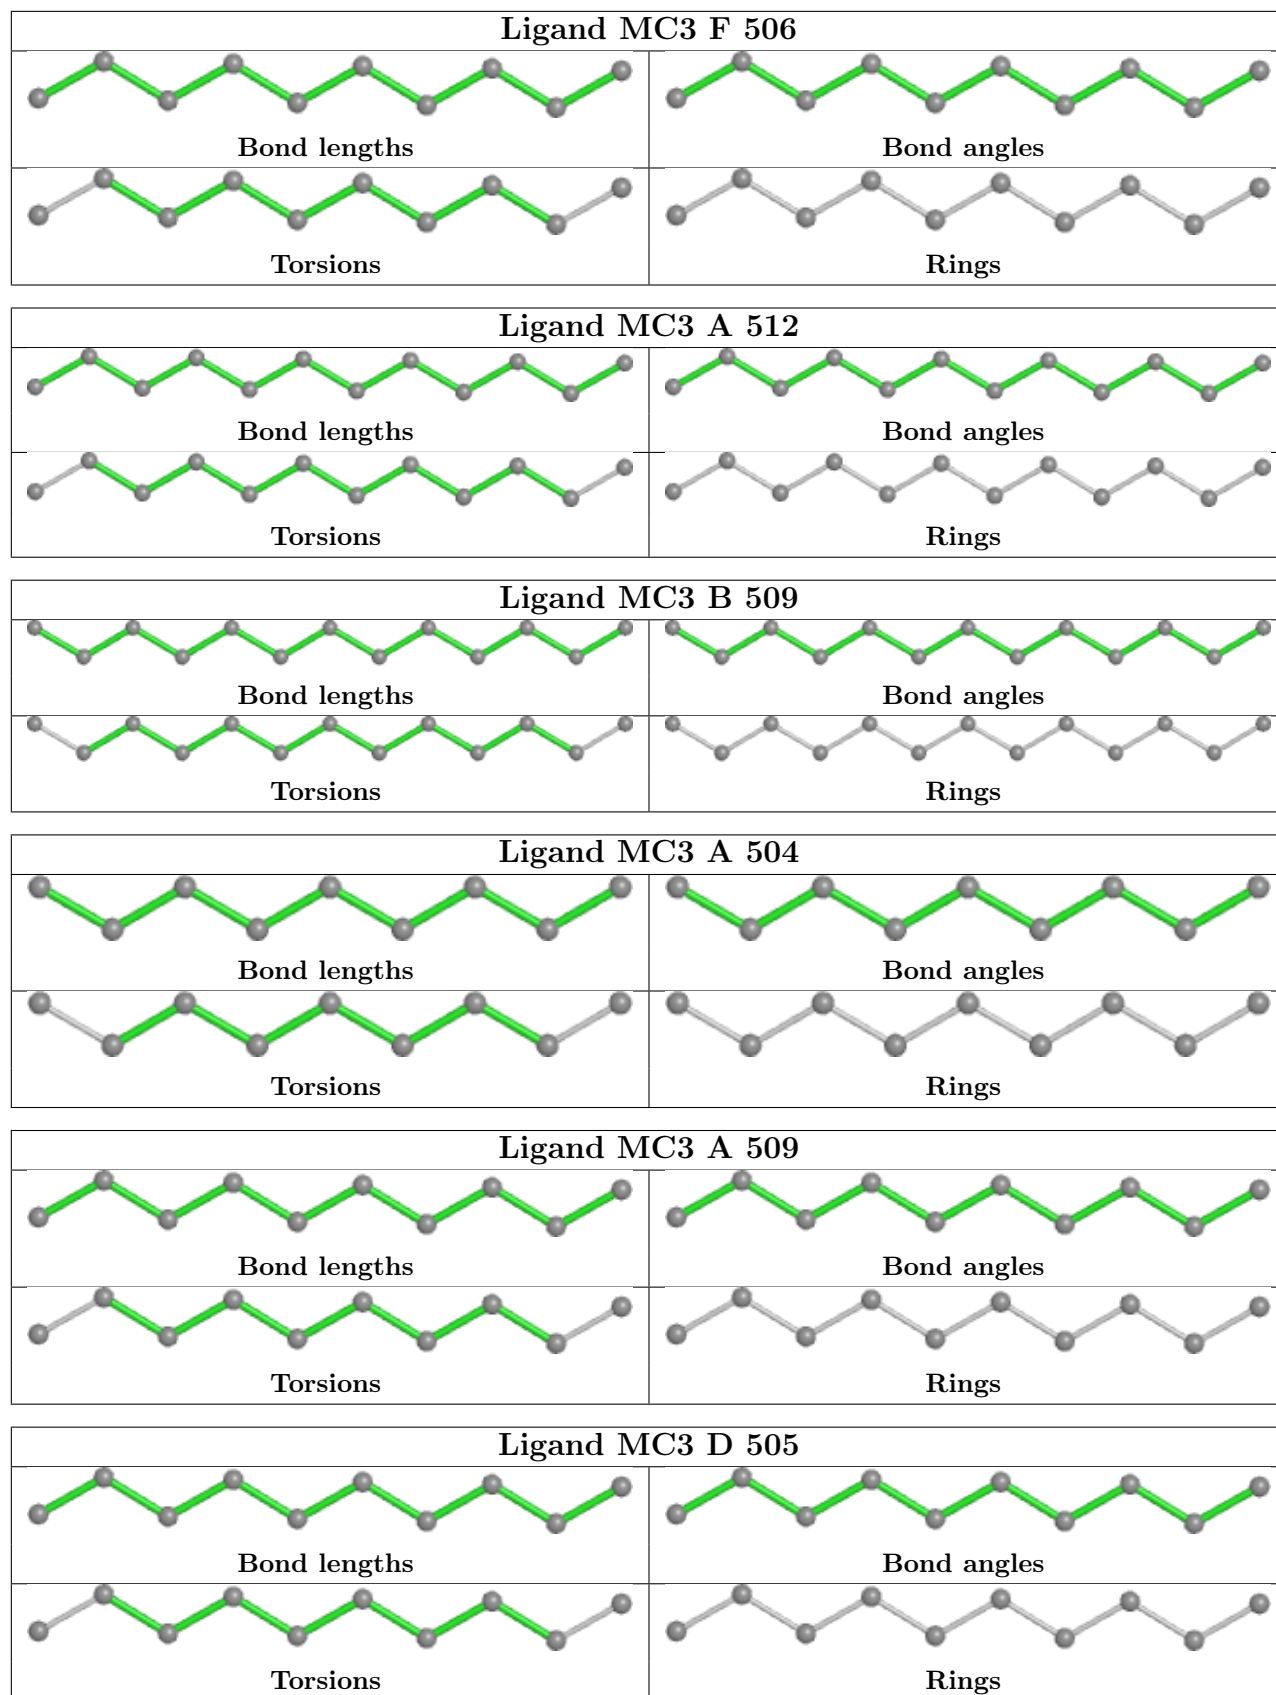 Ligand MC3 F 506
Bond lengths Bond angles
Torsions Rings
Ligand MC3 A 512
Bond lengths Bond angles
Torsions Rings
Ligand MC3 B 509
Bond lengths Bond angles
Torsions Rings
Ligand MC3 A 504
Bond lengths Bond angles
Torsions Rings
Ligand MC3 A 509
Bond lengths Bond angles
Torsions Rings
Ligand MC3 D 505
Bond lengths Bond angles
Torsions Rings